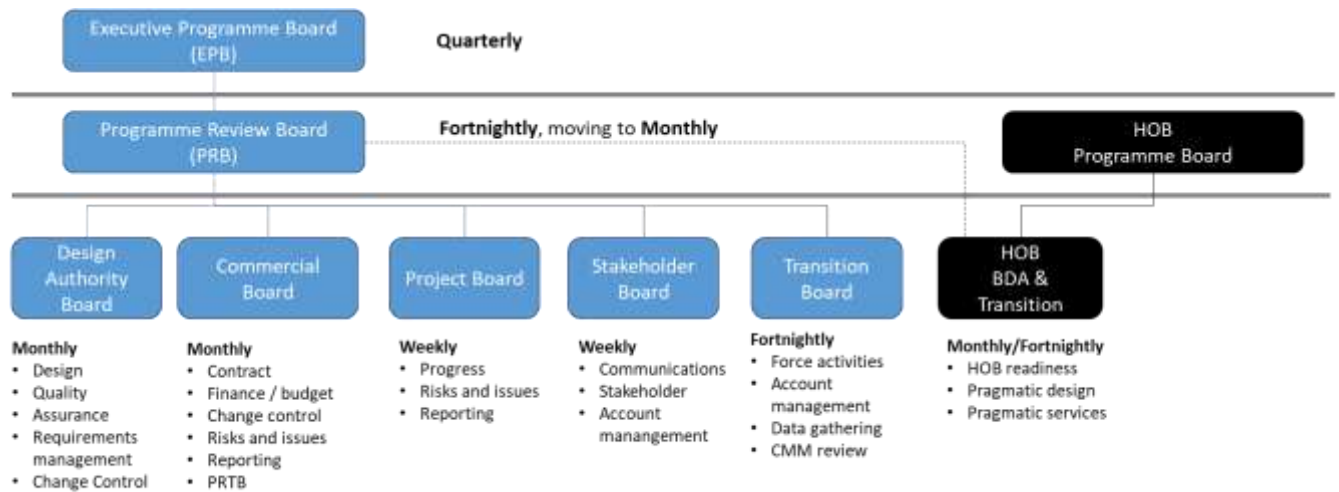 Executive Programme Board
(EPB)
Quarterly
Programme Review Board
(PRB)
Fortnightly, moving to Monthly
HOB
Programme Board
Design
Authority
Board
Commercial
Board
Project Board
Stakeholder
Board
Transition
Board
HOB
BDA &
Transition
Monthly
• Design
• Quality
• Assurance
• Requirements
management
• Change Control
Monthly
• Contract
• Finance / budget
• Change control
• Risks and issues
• Reporting
• PRTB
Weekly
• Progress
• Risks and issues
• Reporting
Weekly
• Communications
• Stakeholder
• Account
manangement
Fortnightly
• Force activities
• Account
management
• Data gathering
• CMM review
Monthly/Fortnightly
• HOB readiness
• Pragmatic design
• Pragmatic services